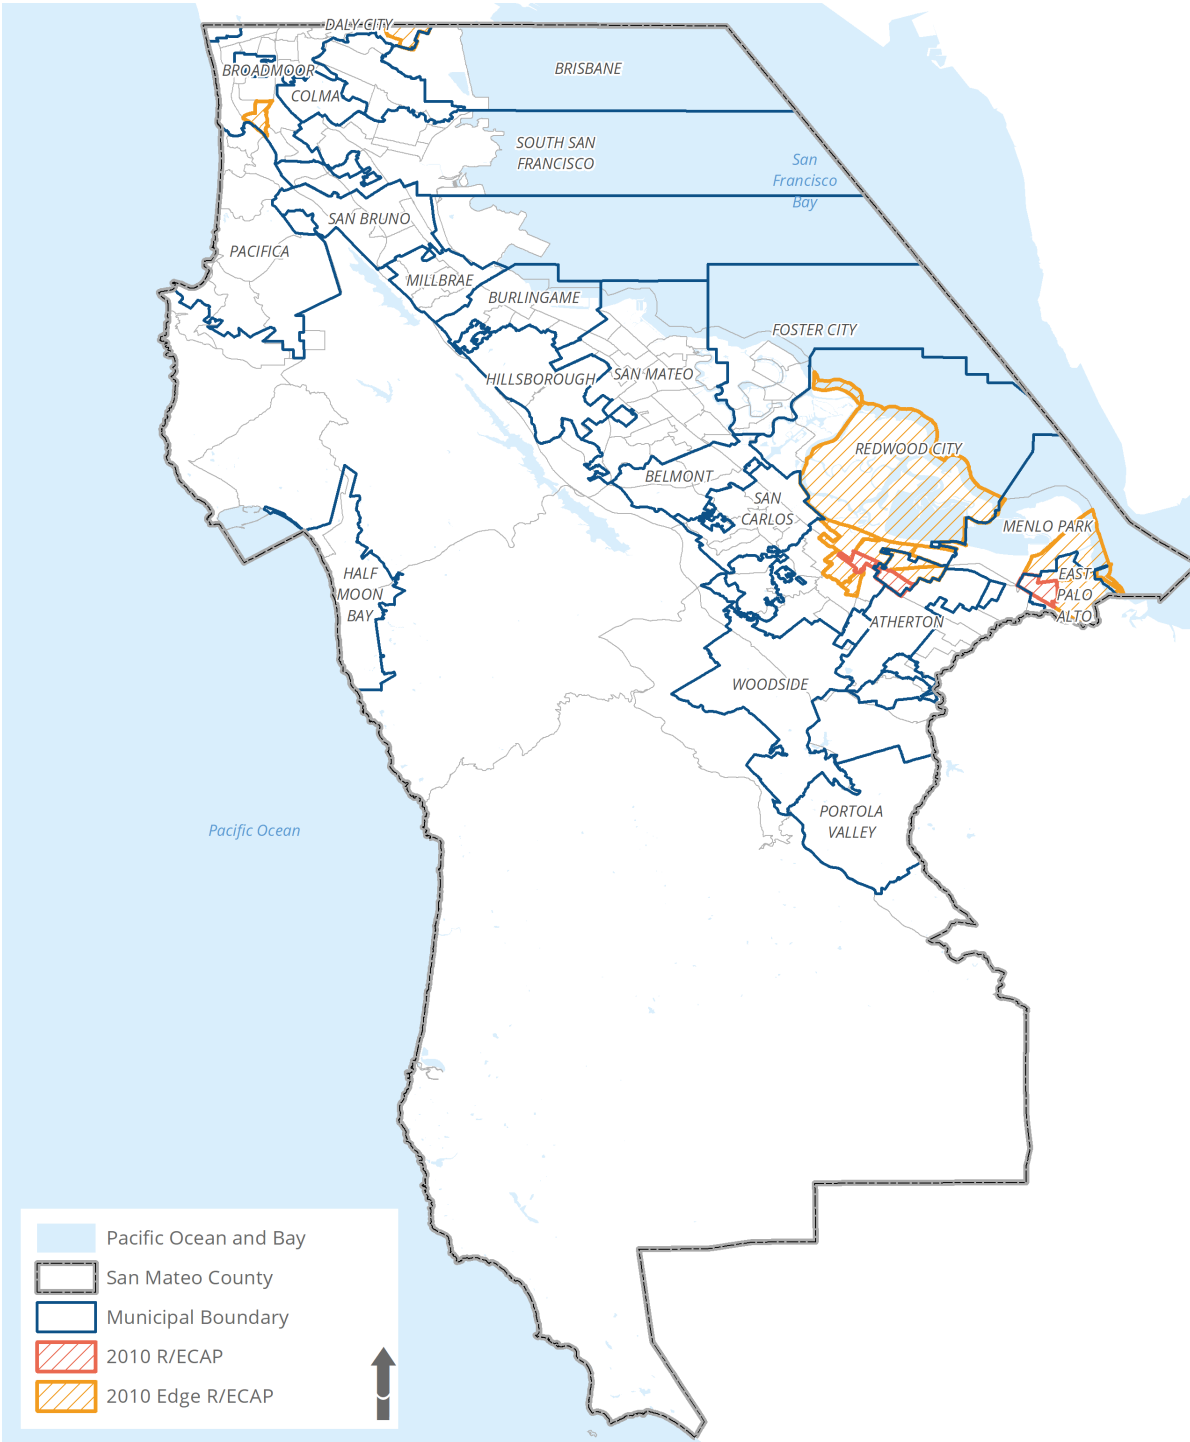 DALY CITY
BROADMOOR
BRISBANE
COLMA
SOUTH SAN
FRANCISCO
San
Francisco
Bay
SAN BRUNO
PACIFICA
MILLBRAE
BURLINGAME
FOSTER CITY
HILLSBOROUGH
SAN MATEO
REDWOOD CITY
BELMONT
SAN
CARLOS
MENLO PARK
HALF
MOON
BAY
EAST
PALO
ALTO
ATHERTON
WOODSIDE
PORTOLA
VALLEY
Pacific Ocean
Pacific Ocean and Bay
San Mateo County
Municipal Boundary
2010 R/ECAP
2010 Edge R/ECAP